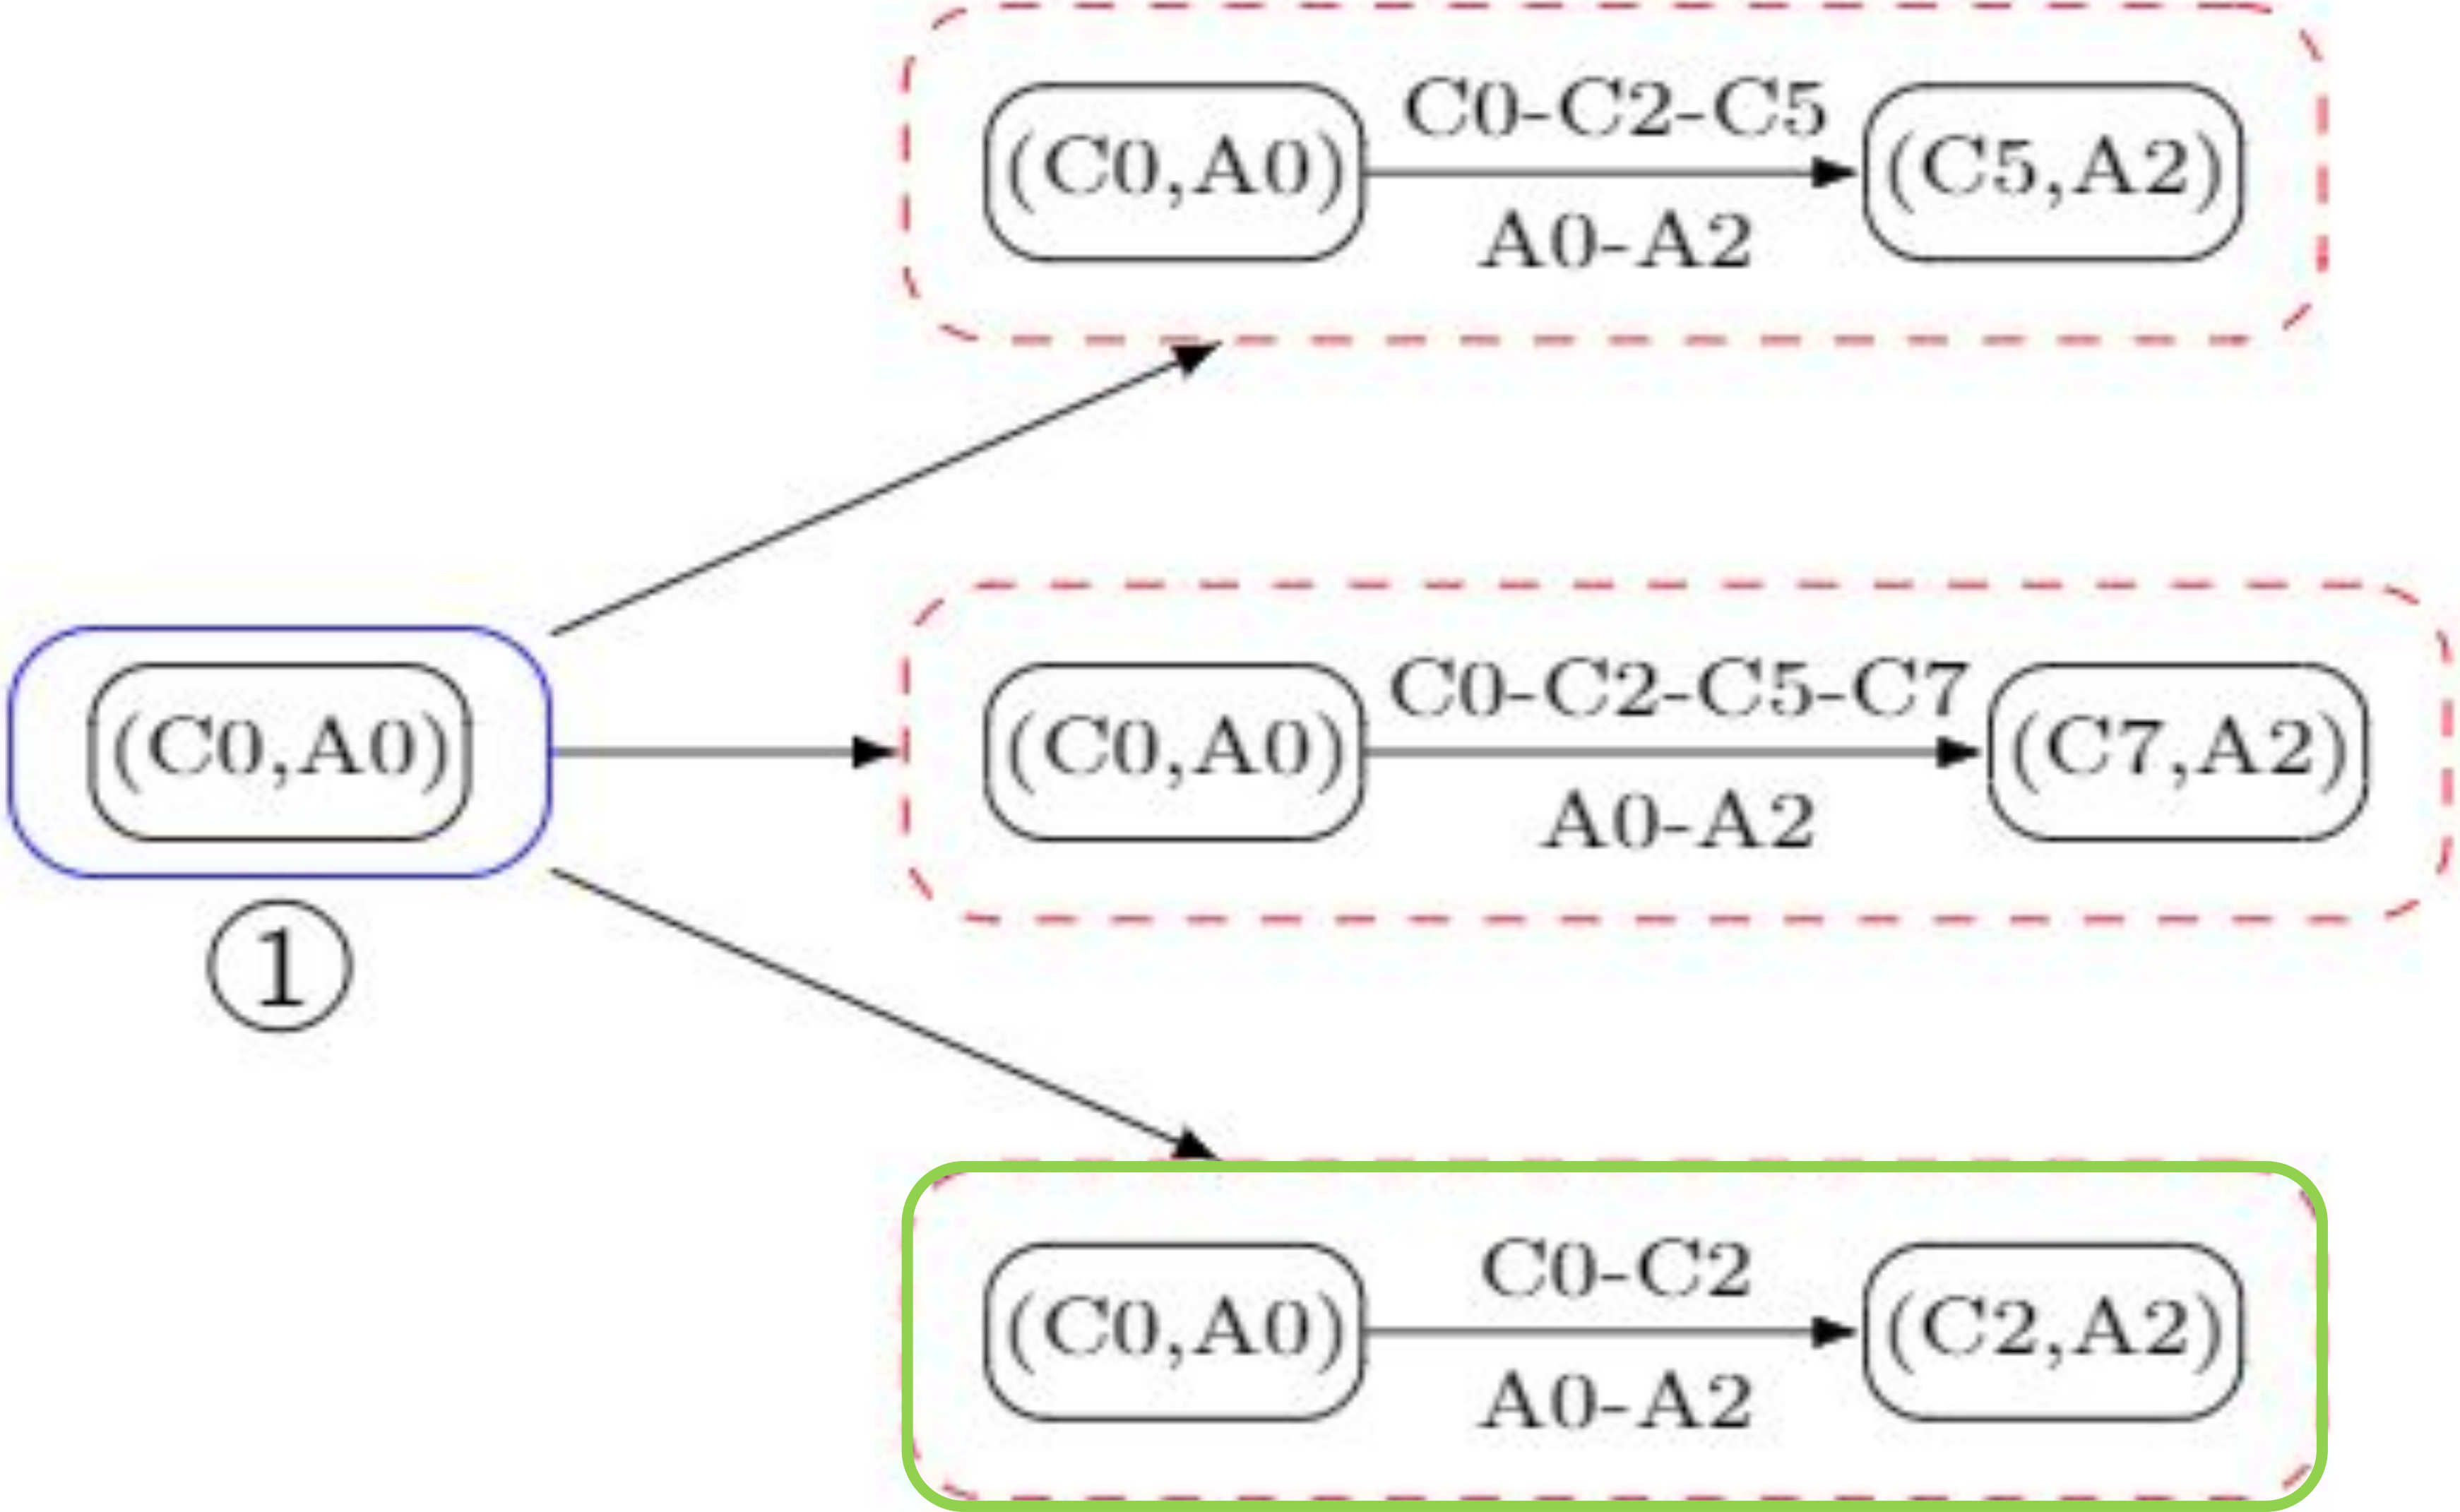 C0-C2-C5
(C0,A0) (C5,A2)
A0-A2
C0-C2-C5-C7
(C0,A0) (C0,A0) (C7,A2)
A0-A2
1
C0-C2
(C0,A0) (C2,A2)
A0-A2